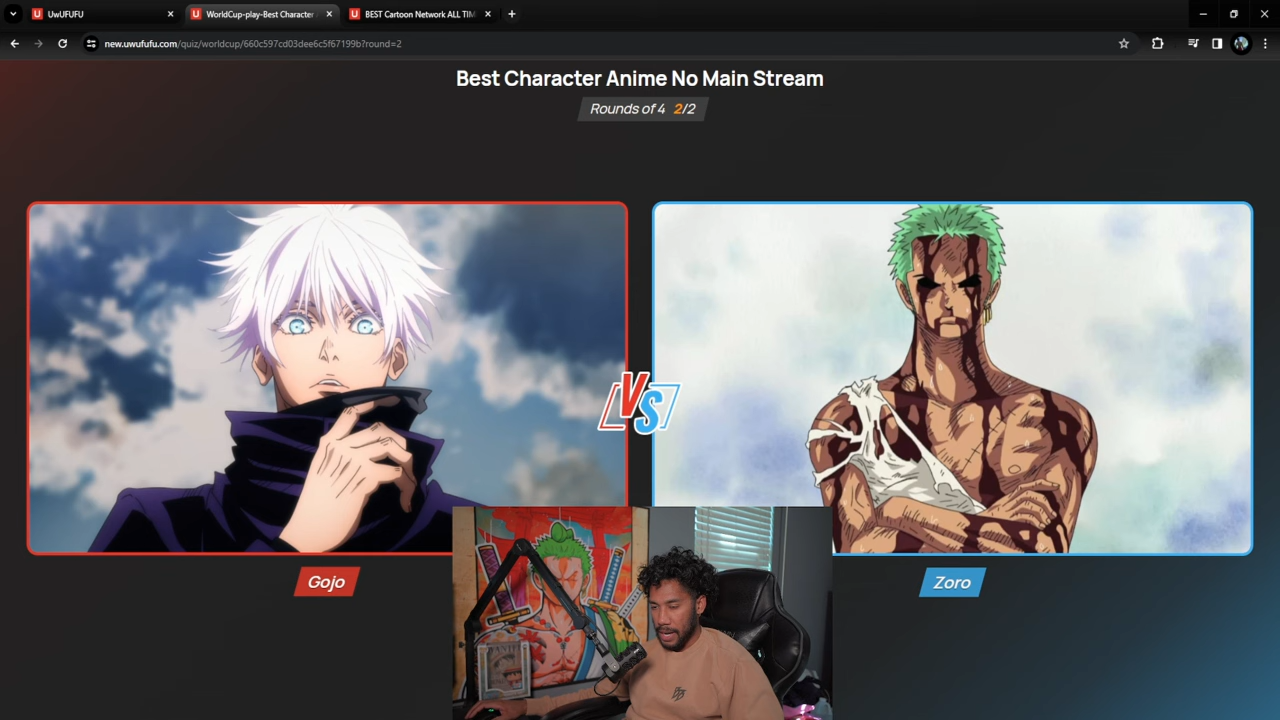 UwUFUFU
WorldCup-play-Best Character
BEST Cartoon Network ALL TIM
new.uwufufu.com/quiz/worldcup/660c597cd03dee6c5f67199b?round=2
Best Character Anime No Main Stream
Rounds of 4 2/2
VS
Gojo
Zoro